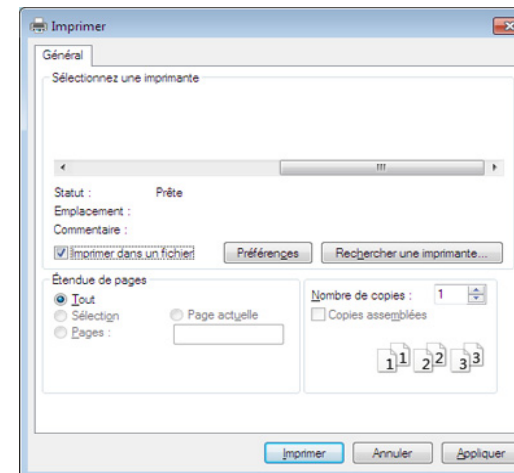 Imprimer
Général
Sélectionnez une imprimante
Statut : Prête
Emplacement :
Commentaire :
Imprimer dans un fichier Préférences Rechercher une imprimante...
Étendue de pages
Tout
Sélection Page actuelle
Pages :
Nombre de copies : 1
Copies assemblées
1 1 2 2 3 3
Imprimer Annuler Appliquer